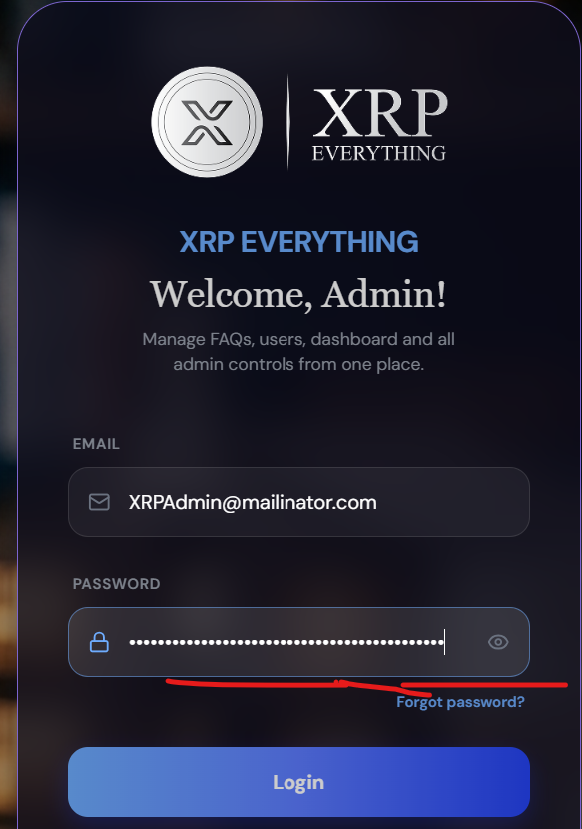 XRP
EVERYTHING
XRP EVERYTHING
Welcome, Admin!
Manage FAQs, users, dashboard and all
admin controls from one place.
EMAIL
XRPAdmin@mailinator.com
PASSWORD
Forgot password?
Login